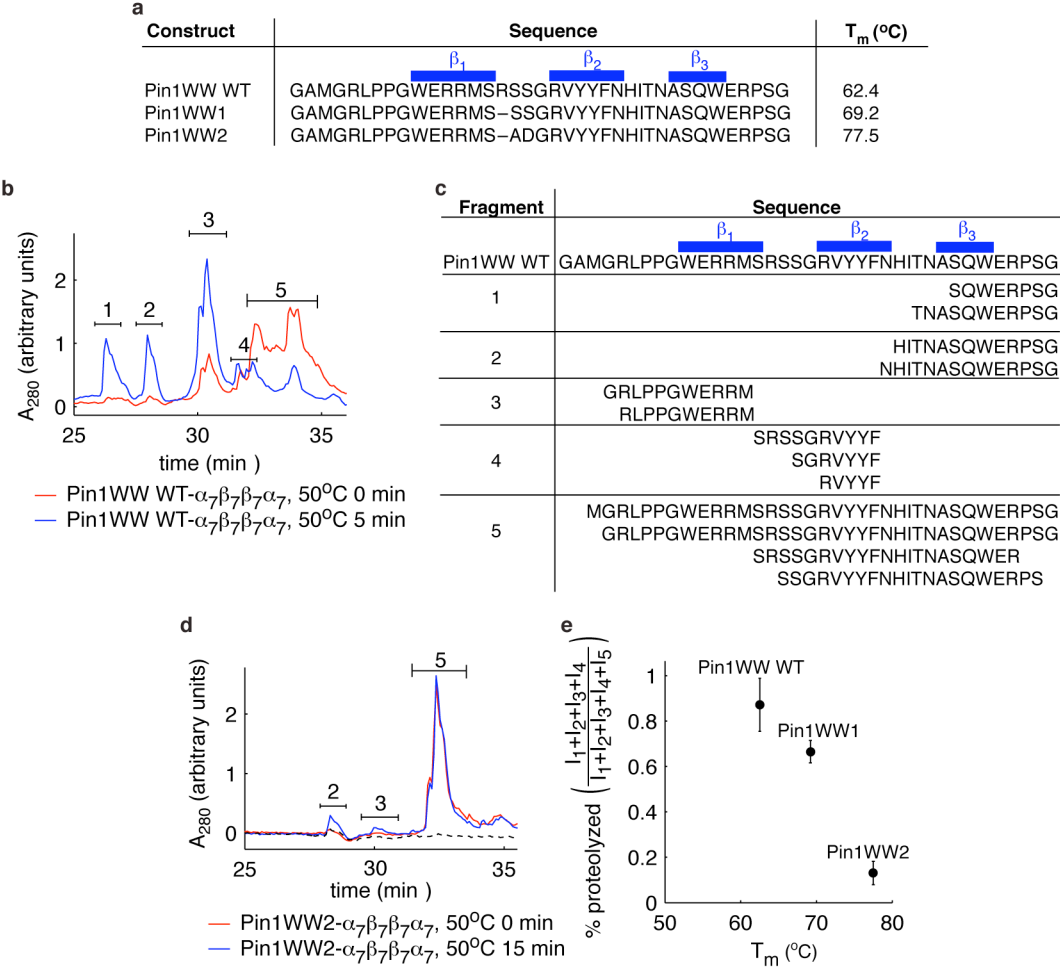 a
Construct Sequence Tm (oC)
β1 β2 β3
Pin1WW WT GAMGRLPPGWERRMSRSSGRVYYFNHITNASQWERPSG 62.4
Pin1WW1 GAMGRLPPGWERRMS–SSGRVYYFNHITNASQWERPSG 69.2
Pin1WW2 GAMGRLPPGWERRMS–ADGRVYYFNHITNASQWERPSG 77.5
b
A280 (arbitrary units)
2
1
0
1 2 3 4 5
25 30 35
time (min )
Pin1WW WT-α7β7β7α7, 50oC 0 min
Pin1WW WT-α7β7β7α7, 50oC 5 min
c
Fragment Sequence
β1 β2 β3
Pin1WW WT GAMGRLPPGWERRMSRSSGRVYYFNHITNASQWERPSG
1
SQWERPSG
TNASQWERPSG
2
HITNASQWERPSG
NHITNASQWERPSG
3
GRLPPGWERRM
RLPPGWERRM
4
SRSSGRVYYF
SGRVYYF
RVYYF
5
MGRLPPGWERRMSRSSGRVYYFNHITNASQWERPSG
GRLPPGWERRMSRSSGRVYYFNHITNASQWERPSG
SRSSGRVYYFNHITNASQWER
SSGRVYYFNHITNASQWERPS
d
A280 (arbitrary units)
2
1
0
2 3 5
25 30 35
time (min )
Pin1WW2-α7β7β7α7, 50oC 0 min
Pin1WW2-α7β7β7α7, 50oC 15 min
e
% proteolyzed (I1+I2+I3+I4 / I1+I2+I3+I4+I5)
1
0.8
0.6
0.4
0.2
0
Pin1WW WT
Pin1WW1
Pin1WW2
50 60 70 80
Tm (oC)